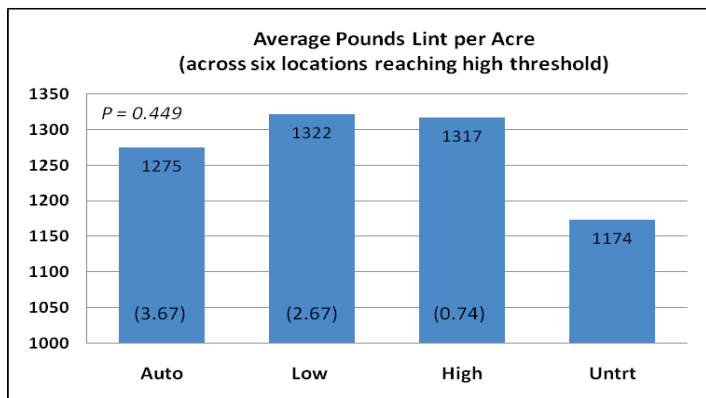 Average Pounds Lint per Acre
(across six locations reaching high threshold)
1350
1300
1250
1200
1150
1100
1050
1000
P = 0.449
1275
1322
1317
1174
(3.67)
(2.67)
(0.74)
Auto
Low
High
Untrt